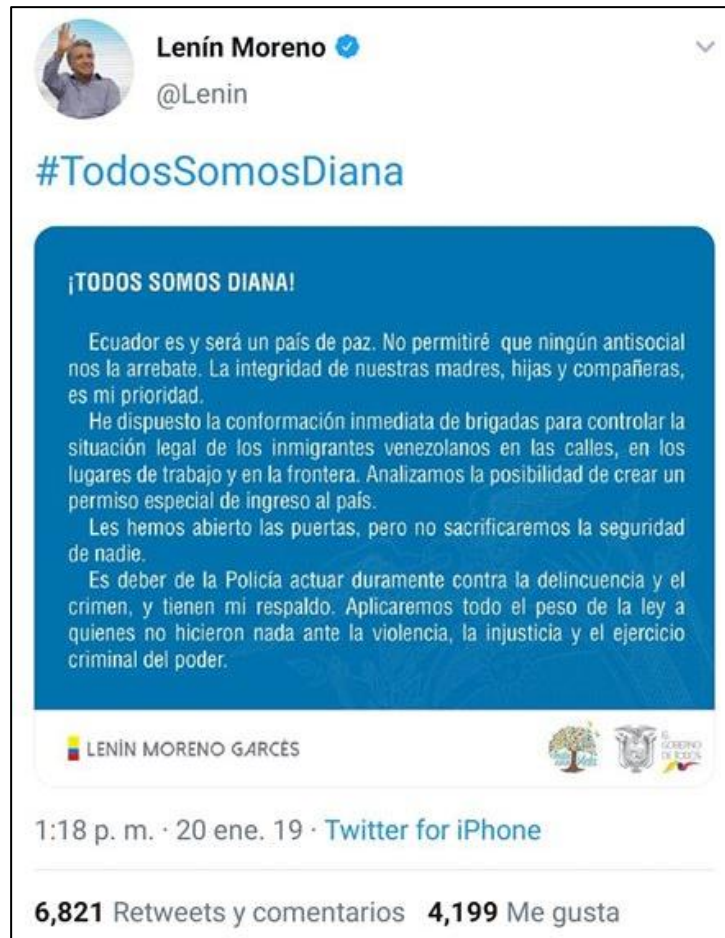 Lenín Moreno
@Lenin
#TodosSomosDiana
¡TODOS SOMOS DIANA!
Ecuador es y será un país de paz. No permitiré que ningún antisocial
nos la arrebate. La integridad de nuestras madres, hijas y compañeras,
es mi prioridad.
He dispuesto la conformación inmediata de brigadas para controlar la
situación legal de los inmigrantes venezolanos en las calles, en los
lugares de trabajo y en la frontera. Analizamos la posibilidad de crear un
permiso especial de ingreso al país.
Les hemos abierto las puertas, pero no sacrificaremos la seguridad
de nadie.
Es deber de la Policía actuar duramente contra la delincuencia y el
crimen, y tienen mi respaldo. Aplicaremos todo el peso de la ley a
quienes no hicieron nada ante la violencia, la injusticia y el ejercicio
criminal del poder.
LENÍN MORENO GARCÉS
EL
GOBIERNO
DE TODOS
1:18 p. m. · 20 ene. 19 · Twitter for iPhone
6,821 Retweets y comentarios 4,199 Me gusta